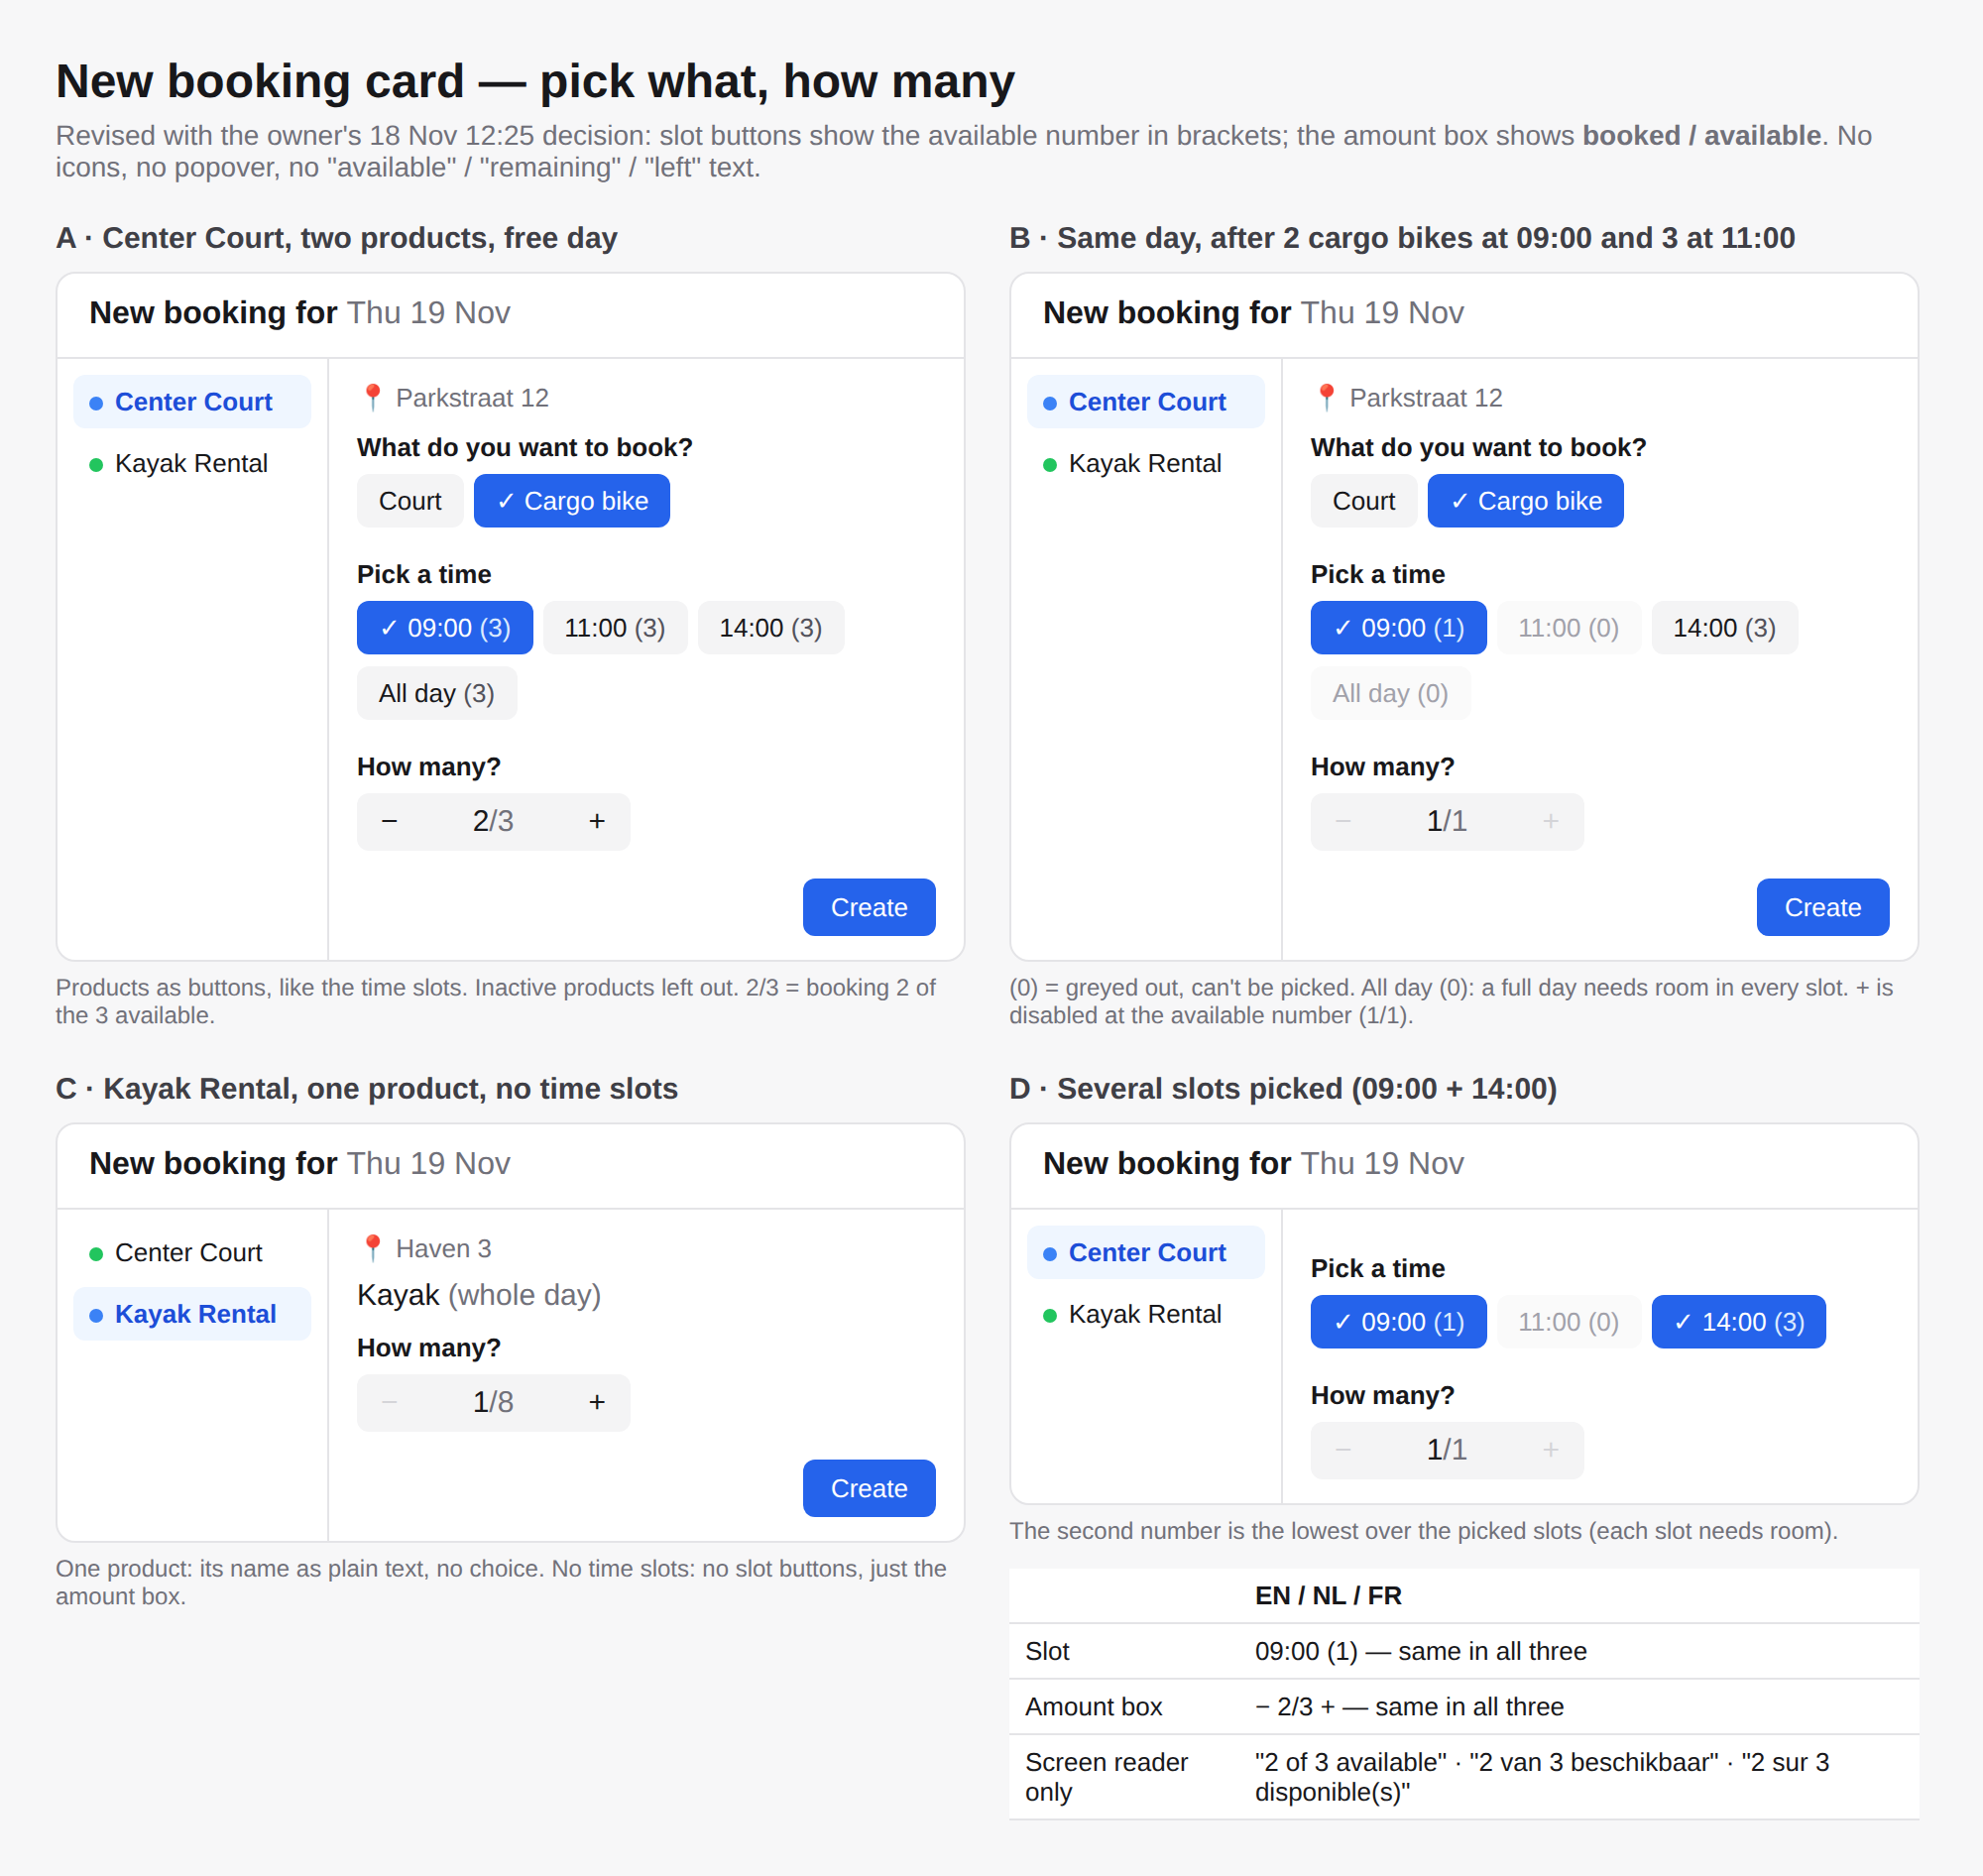 New booking card — pick what, how many
Revised with the owner's 18 Nov 12:25 decision: slot buttons show the available number in brackets; the amount box shows booked / available. No
icons, no popover, no "available" / "remaining" / "left" text.
A · Center Court, two products, free day
New booking for Thu 19 Nov
Center Court
Kayak Rental
📍 Parkstraat 12
What do you want to book?
Court ✓ Cargo bike
Pick a time
✓ 09:00 (3) 11:00 (3) 14:00 (3)
All day (3)
How many?
− 2/3 +
Create
Products as buttons, like the time slots. Inactive products left out. 2/3 = booking 2 of
the 3 available.
B · Same day, after 2 cargo bikes at 09:00 and 3 at 11:00
New booking for Thu 19 Nov
Center Court
Kayak Rental
📍 Parkstraat 12
What do you want to book?
Court ✓ Cargo bike
Pick a time
✓ 09:00 (1) 11:00 (0) 14:00 (3)
All day (0)
How many?
− 1/1 +
Create
(0) = greyed out, can't be picked. All day (0): a full day needs room in every slot. + is
disabled at the available number (1/1).
C · Kayak Rental, one product, no time slots
New booking for Thu 19 Nov
Center Court
Kayak Rental
📍 Haven 3
Kayak (whole day)
How many?
− 1/8 +
Create
One product: its name as plain text, no choice. No time slots: no slot buttons, just the
amount box.
D · Several slots picked (09:00 + 14:00)
New booking for Thu 19 Nov
Center Court
Kayak Rental
Pick a time
✓ 09:00 (1) 11:00 (0) ✓ 14:00 (3)
How many?
− 1/1 +
The second number is the lowest over the picked slots (each slot needs room).
EN / NL / FR
Slot 09:00 (1) — same in all three
Amount box − 2/3 + — same in all three
Screen reader only "2 of 3 available" · "2 van 3 beschikbaar" · "2 sur 3
disponible(s)"